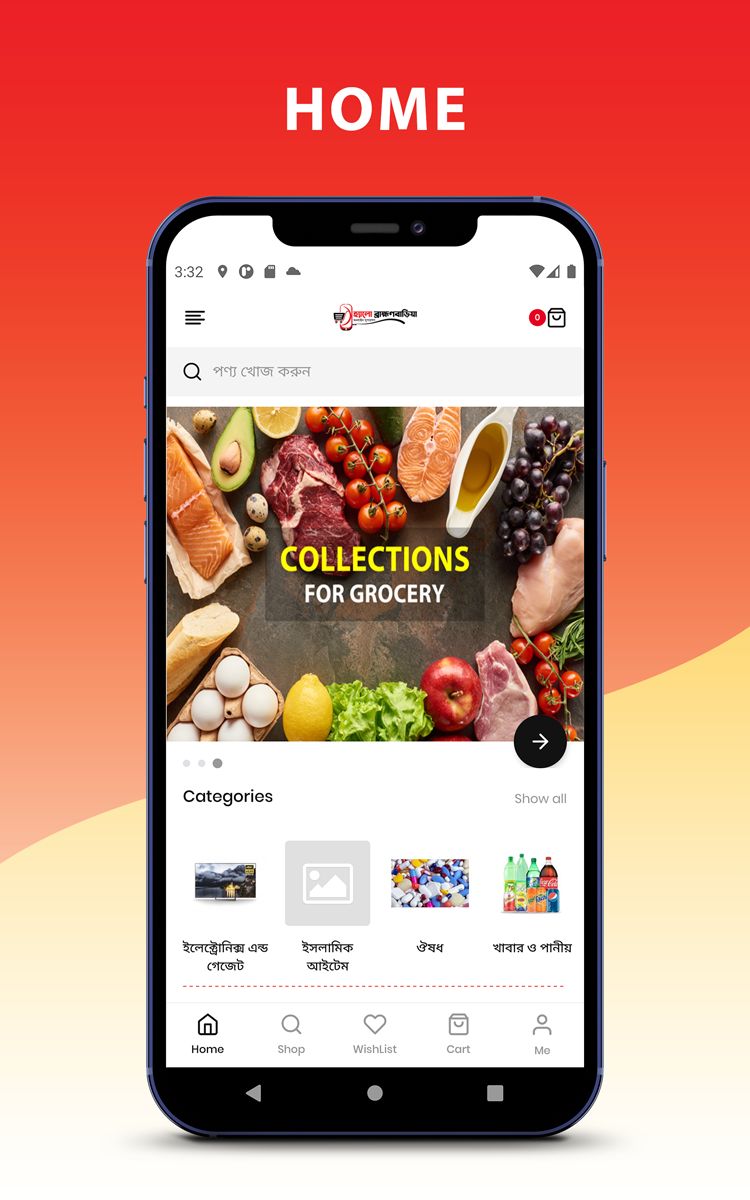 HOME
3:32
হ্যালো ব্রাহ্মণবাড়িয়া
0
পণ্য খোজ করুন
COLLECTIONS
FOR GROCERY
Categories
Show all
ইলেক্ট্রোনিক্স এন্ড
গেজেট
ইসলামিক
আইটেম
ঔষধ
খাবার ও পানীয়
Home
Shop
WishList
Cart
Me